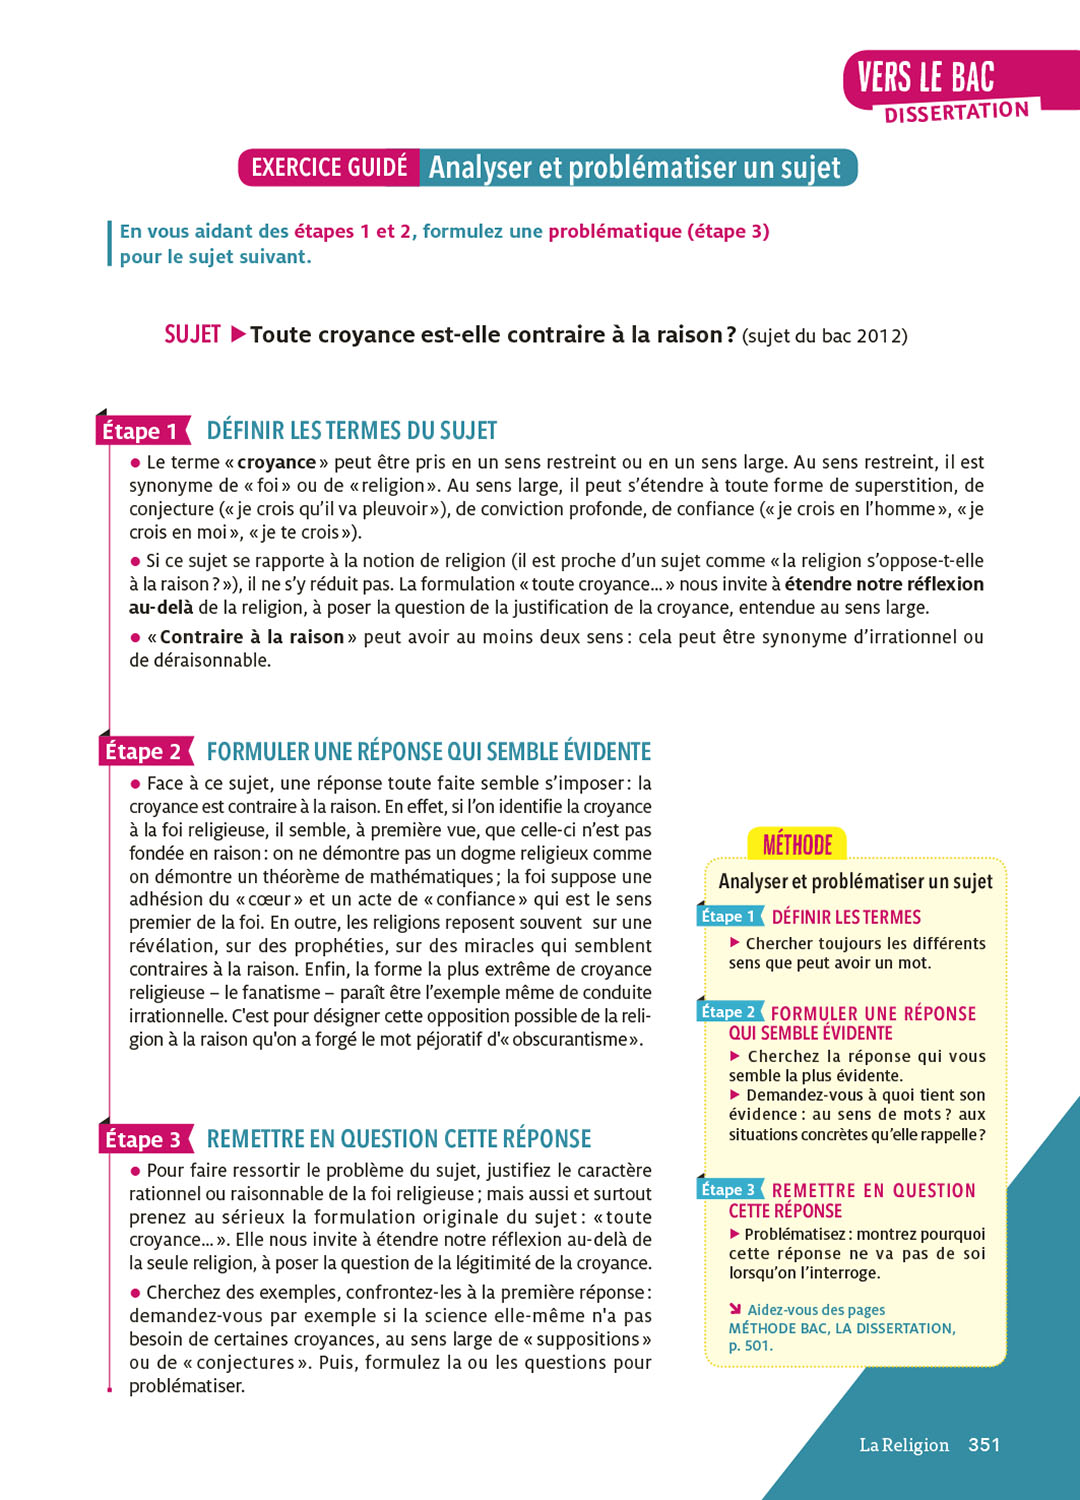 VERS LE BAC
DISSERTATION
EXERCICE GUIDÉ Analyser et problématiser un sujet
En vous aidant des étapes 1 et 2, formulez une problématique (étape 3)
pour le sujet suivant.
SUJET ▶ Toute croyance est-elle contraire à la raison ? (sujet du bac 2012)
Étape 1 DÉFINIR LES TERMES DU SUJET
● Le terme « croyance » peut être pris en un sens restreint ou en un sens large. Au sens restreint, il est
synonyme de « foi » ou de « religion ». Au sens large, il peut s’étendre à toute forme de superstition, de
conjecture (« je crois qu’il va pleuvoir »), de conviction profonde, de confiance (« je crois en l’homme », « je
crois en moi », « je te crois »).
● Si ce sujet se rapporte à la notion de religion (il est proche d’un sujet comme « la religion s’oppose-t-elle
à la raison ? »), il ne s’y réduit pas. La formulation « toute croyance… » nous invite à étendre notre réflexion
au-delà de la religion, à poser la question de la justification de la croyance, entendue au sens large.
● « Contraire à la raison » peut avoir au moins deux sens : cela peut être synonyme d’irrationnel ou
de déraisonnable.
Étape 2 FORMULER UNE RÉPONSE QUI SEMBLE ÉVIDENTE
● Face à ce sujet, une réponse toute faite semble s’imposer : la
croyance est contraire à la raison. En effet, si l’on identifie la croyance
à la foi religieuse, il semble, à première vue, que celle-ci n’est pas
fondée en raison : on ne démontre pas un dogme religieux comme
on démontre un théorème de mathématiques ; la foi suppose une
adhésion du « cœur » et un acte de « confiance » qui est le sens
premier de la foi. En outre, les religions reposent souvent sur une
révélation, sur des prophéties, sur des miracles qui semblent
contraires à la raison. Enfin, la forme la plus extrême de croyance
religieuse – le fanatisme – paraît être l’exemple même de conduite
irrationnelle. C'est pour désigner cette opposition possible de la reli-
gion à la raison qu'on a forgé le mot péjoratif d'« obscurantisme ».
Étape 3 REMETTRE EN QUESTION CETTE RÉPONSE
● Pour faire ressortir le problème du sujet, justifiez le caractère
rationnel ou raisonnable de la foi religieuse ; mais aussi et surtout
prenez au sérieux la formulation originale du sujet : « toute
croyance… ». Elle nous invite à étendre notre réflexion au-delà de
la seule religion, à poser la question de la légitimité de la croyance.
● Cherchez des exemples, confrontez-les à la première réponse :
demandez-vous par exemple si la science elle-même n'a pas
besoin de certaines croyances, au sens large de « suppositions »
ou de « conjectures ». Puis, formulez la ou les questions pour
problématiser.
MÉTHODE
Analyser et problématiser un sujet
Étape 1 DÉFINIR LES TERMES
▶ Chercher toujours les différents
sens que peut avoir un mot.
Étape 2 FORMULER UNE RÉPONSE
QUI SEMBLE ÉVIDENTE
▶ Cherchez la réponse qui vous
semble la plus évidente.
▶ Demandez-vous à quoi tient son
évidence : au sens de mots ? aux
situations concrètes qu’elle rappelle ?
Étape 3 REMETTRE EN QUESTION
CETTE RÉPONSE
▶ Problématisez : montrez pourquoi
cette réponse ne va pas de soi
lorsqu’on l’interroge.
➘ Aidez-vous des pages
MÉTHODE BAC, LA DISSERTATION,
p. 501.
La Religion 351